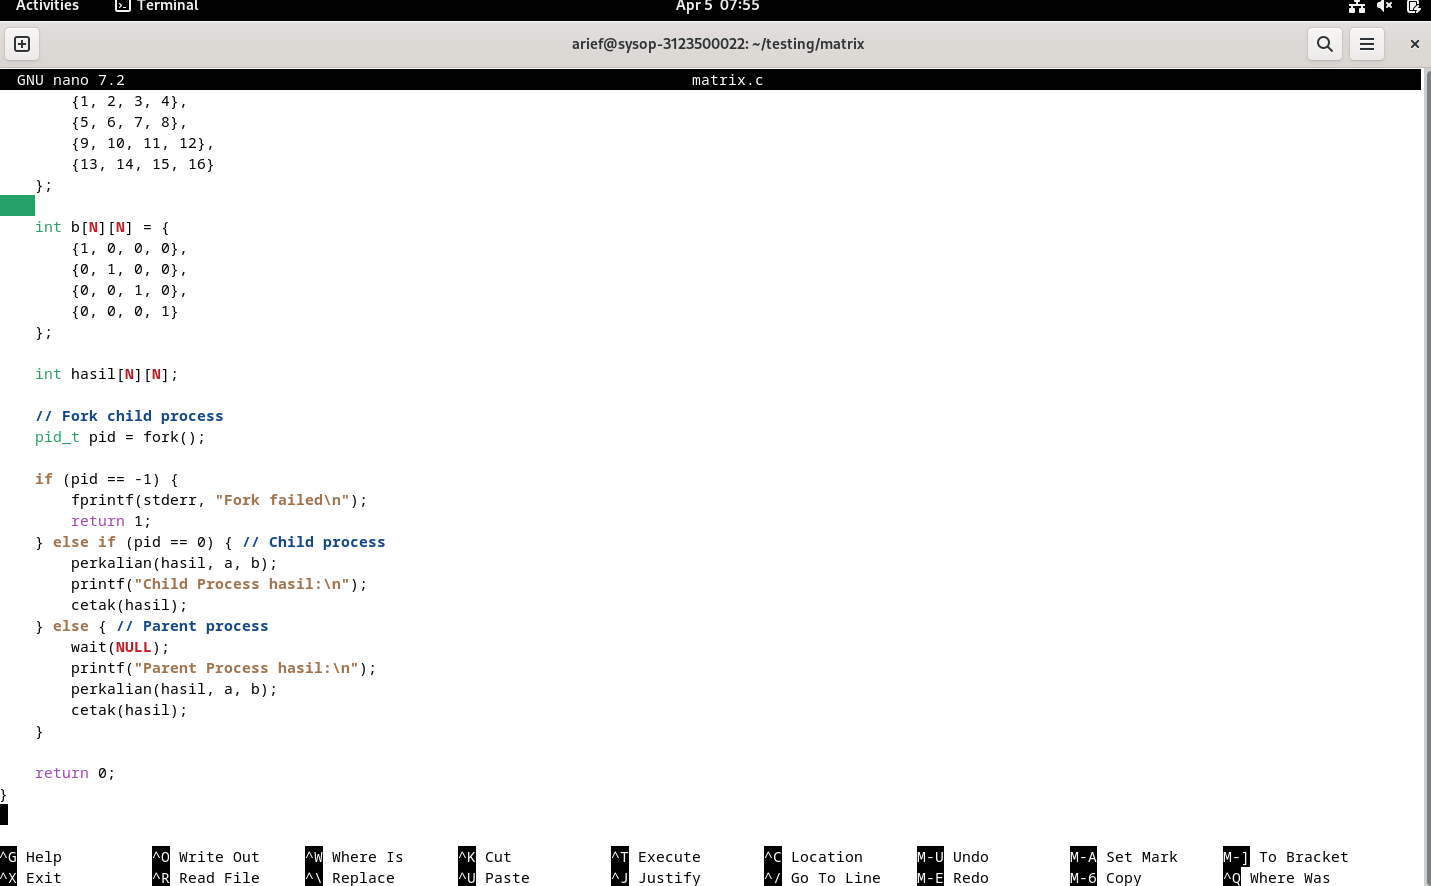 Activities Terminal Apr 5 07:55
arief@sysop-3123500022: ~/testing/matrix
GNU nano 7.2 matrix.c
{1, 2, 3, 4},
{5, 6, 7, 8},
{9, 10, 11, 12},
{13, 14, 15, 16}
};
int b[N][N] = {
{1, 0, 0, 0},
{0, 1, 0, 0},
{0, 0, 1, 0},
{0, 0, 0, 1}
};
int hasil[N][N];
// Fork child process
pid_t pid = fork();
if (pid == -1) {
fprintf(stderr, "Fork failed\n");
return 1;
} else if (pid == 0) { // Child process
perkalian(hasil, a, b);
printf("Child Process hasil:\n");
cetak(hasil);
} else { // Parent process
wait(NULL);
printf("Parent Process hasil:\n");
perkalian(hasil, a, b);
cetak(hasil);
}
return 0;
}
^G Help ^O Write Out ^W Where Is ^K Cut ^T Execute ^C Location M-U Undo M-A Set Mark M-] To Bracket
^X Exit ^R Read File ^\ Replace ^U Paste ^J Justify ^/ Go To Line M-E Redo M-6 Copy ^Q Where Was